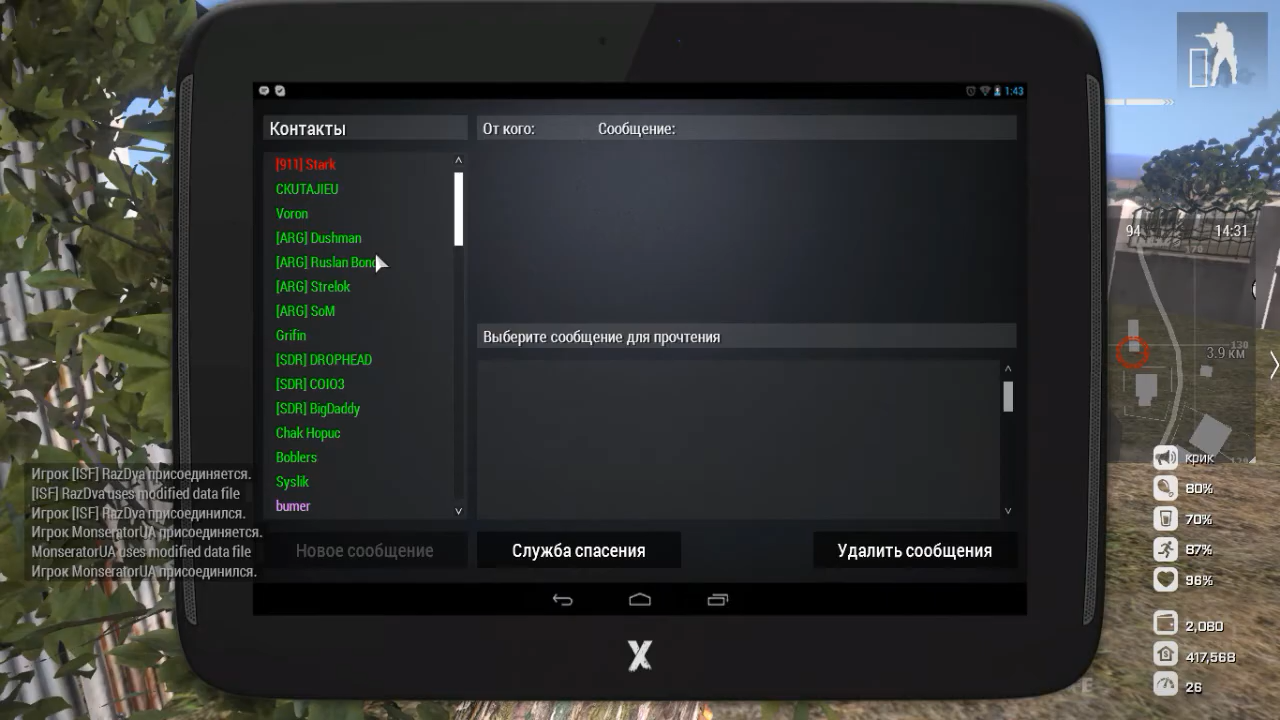 1:43
Контакты
От кого: Сообщение:
[911] Stark
CKUTAJIEU
Voron
[ARG] Dushman
[ARG] Ruslan Bond
[ARG] Strelok
[ARG] SoM
Grifin
[SDR] DROPHEAD
[SDR] COIO3
[SDR] BigDaddy
Chak Hopuc
Boblers
Syslik
bumer
Выберите сообщение для прочтения
Новое сообщение
Служба спасения
Удалить сообщения
Игрок [ISF] RazDva присоединяется.
[ISF] RazDva uses modified data file
Игрок [ISF] RazDva присоединился.
Игрок MonseratorUA присоединяется.
MonseratorUA uses modified data file
Игрок MonseratorUA присоединился.
X
94 14:31
130
3.9 КМ
крик
80%
70%
87%
96%
2,080
417,568
26